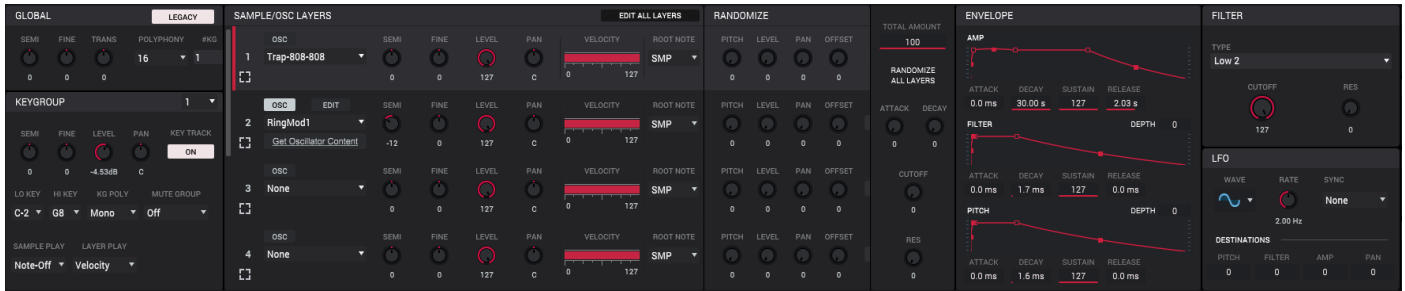 GLOBAL LEGACY
SEMI FINE TRANS POLYPHONY #KG
16 1
0 0 0
KEYGROUP 1
SEMI FINE LEVEL PAN KEY TRACK
ON
0 0 -4.53dB C
LO KEY HI KEY KG POLY MUTE GROUP
C-2 G8 Mono Off
SAMPLE PLAY LAYER PLAY
Note-Off Velocity
SAMPLE/OSC LAYERS EDIT ALL LAYERS
OSC SEMI FINE LEVEL PAN VELOCITY ROOT NOTE
1 Trap-808-808 SMP
0 0 127 C 0 127
OSC EDIT SEMI FINE LEVEL PAN VELOCITY ROOT NOTE
2 RingMod1 SMP
Get Oscillator Content -12 0 127 C 0 127
OSC SEMI FINE LEVEL PAN VELOCITY ROOT NOTE
3 None SMP
0 0 127 C 0 127
OSC SEMI FINE LEVEL PAN VELOCITY ROOT NOTE
4 None SMP
0 0 127 C 0 127
RANDOMIZE
PITCH LEVEL PAN OFFSET
0 0 0 0
PITCH LEVEL PAN OFFSET
0 0 0 0
PITCH LEVEL PAN OFFSET
0 0 0 0
PITCH LEVEL PAN OFFSET
0 0 0 0
TOTAL AMOUNT
100
RANDOMIZE
ALL LAYERS
ATTACK DECAY
0 0
CUTOFF
0
RES
0
ENVELOPE
AMP
ATTACK DECAY SUSTAIN RELEASE
0.0 ms 30.00 s 127 2.03 s
FILTER DEPTH 0
ATTACK DECAY SUSTAIN RELEASE
0.0 ms 1.7 ms 127 0.0 ms
PITCH DEPTH 0
ATTACK DECAY SUSTAIN RELEASE
0.0 ms 1.6 ms 127 0.0 ms
FILTER
TYPE
Low 2
CUTOFF RES
127 0
LFO
WAVE RATE SYNC
None
2.00 Hz
DESTINATIONS
PITCH FILTER AMP PAN
0 0 0 0